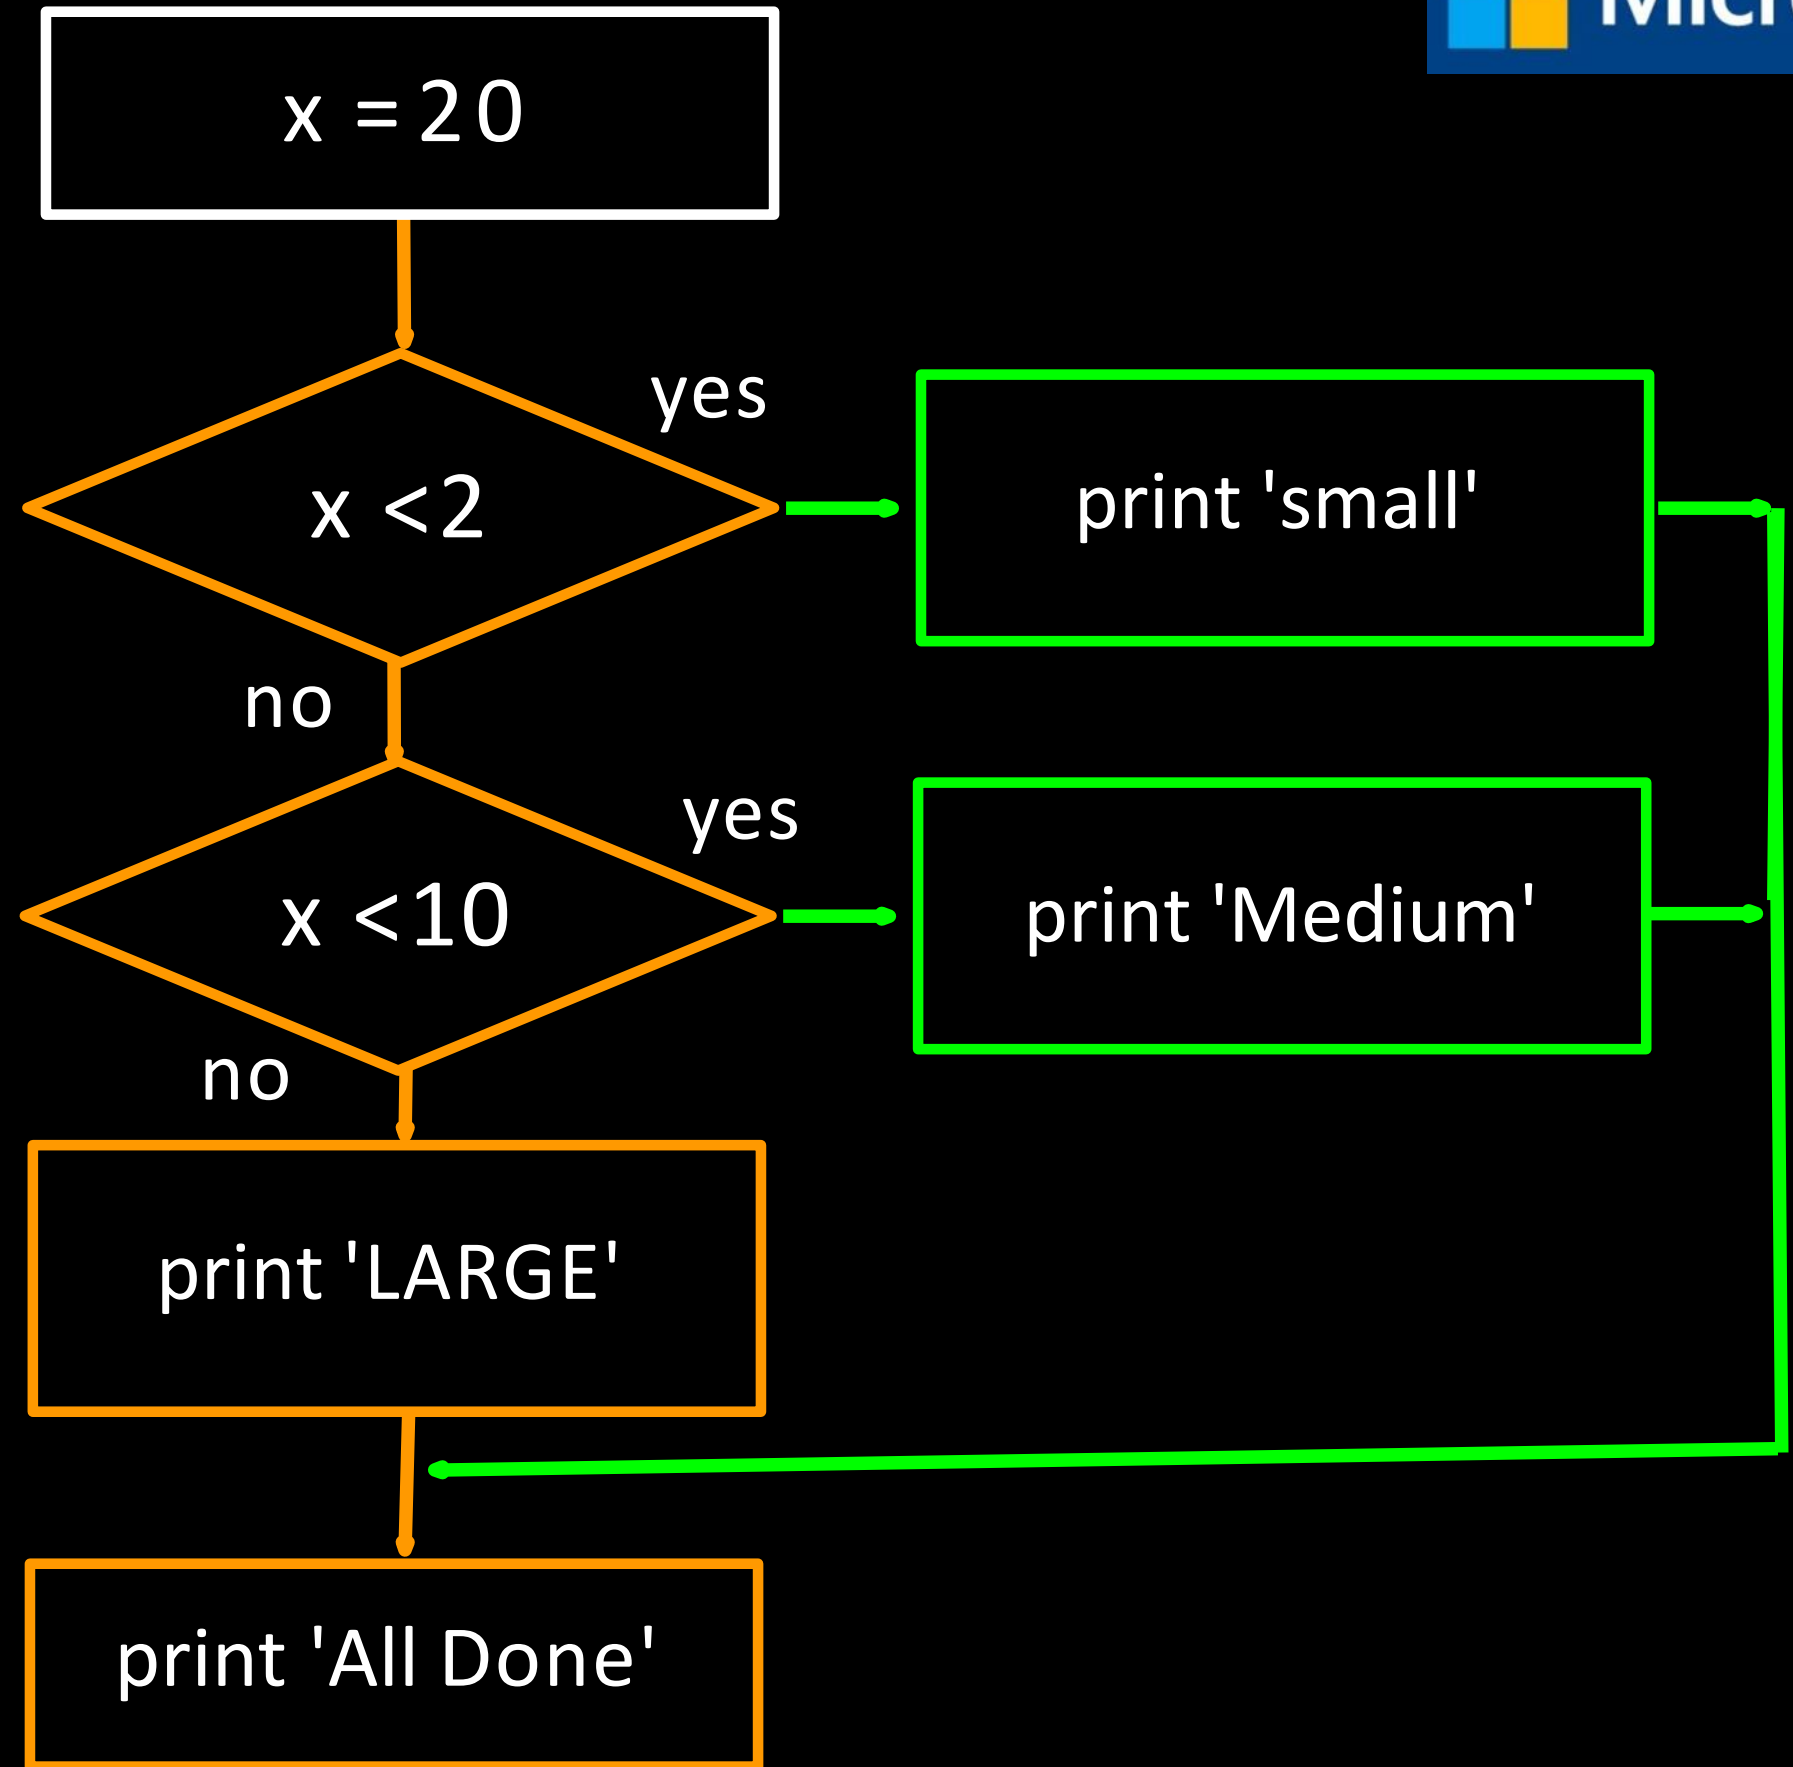 x = 20
yes
x < 2
print 'small'
no
yes
x < 10
print 'Medium'
no
print 'LARGE'
print 'All Done'